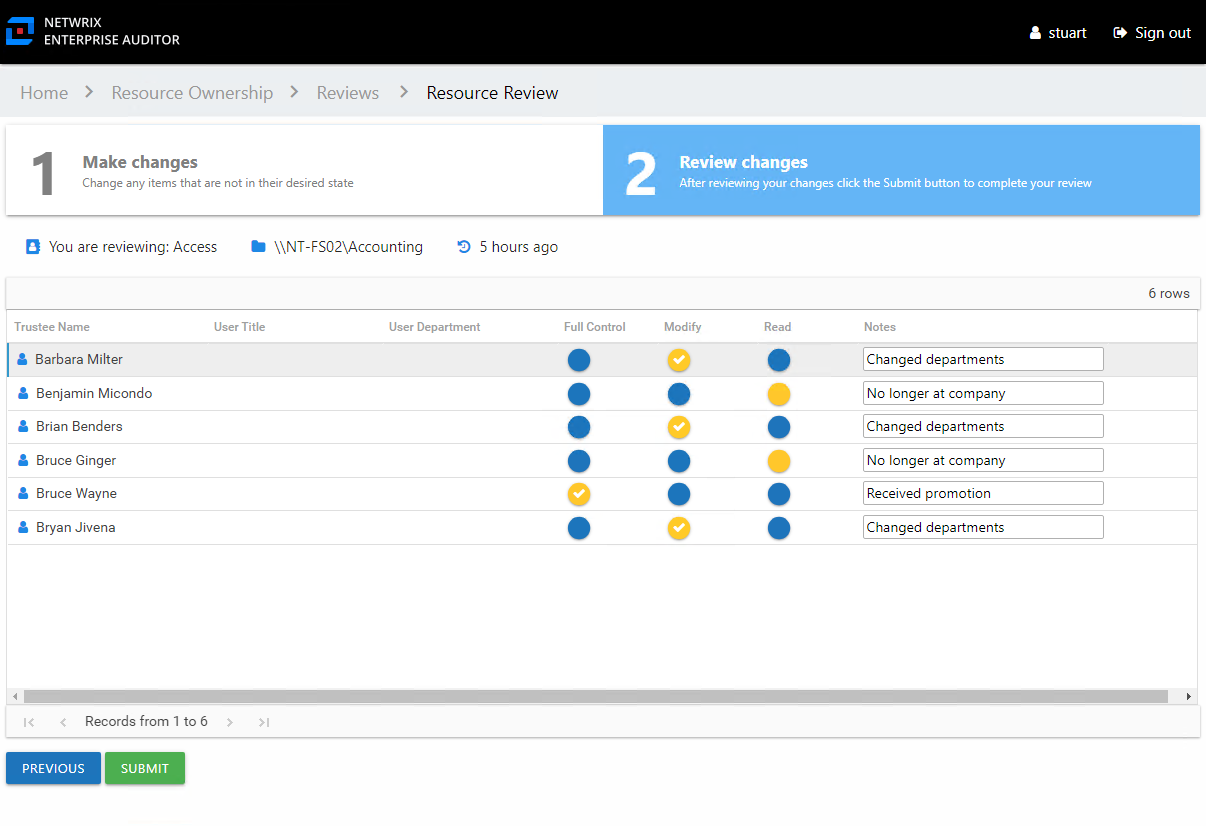 NETWRIX
ENTERPRISE AUDITOR
stuart
Sign out
Home > Resource Ownership > Reviews > Resource Review
1
Make changes
Change any items that are not in their desired state
2
Review changes
After reviewing your changes click the Submit button to complete your review
You are reviewing: Access
\\NT-FS02\Accounting
5 hours ago
6 rows
Trustee Name User Title User Department Full Control Modify Read Notes
Barbara Milter Changed departments
Benjamin Micondo No longer at company
Brian Benders Changed departments
Bruce Ginger No longer at company
Bruce Wayne Received promotion
Bryan Jivena Changed departments
Records from 1 to 6
PREVIOUS
SUBMIT